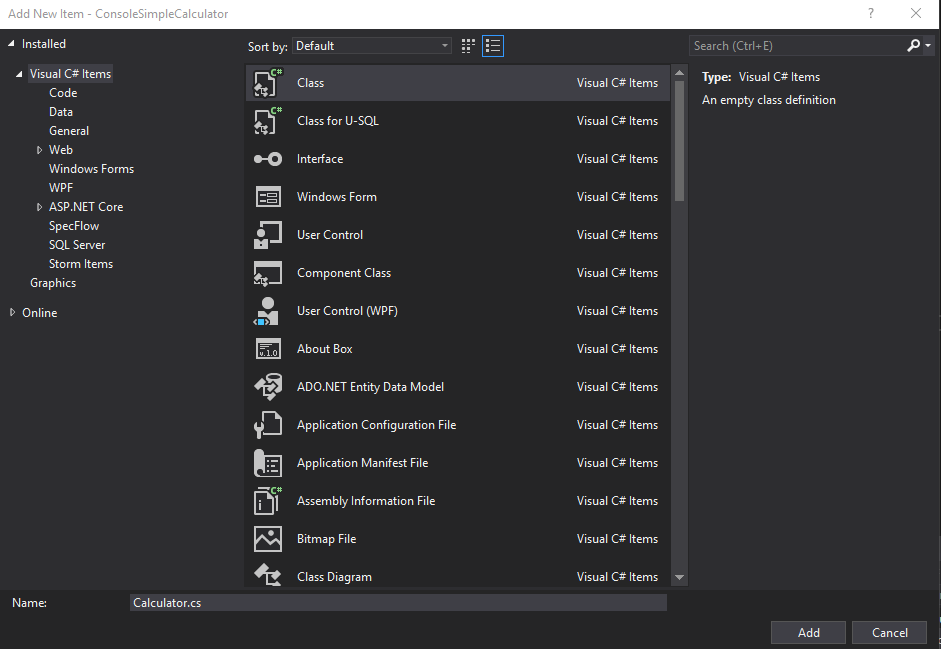 Add New Item - ConsoleSimpleCalculator
?
Installed
Visual C# Items
Code
Data
General
Web
Windows Forms
WPF
ASP.NET Core
SpecFlow
SQL Server
Storm Items
Graphics
Online
Sort by: Default
Class Visual C# Items
Class for U-SQL Visual C# Items
Interface Visual C# Items
Windows Form Visual C# Items
User Control Visual C# Items
Component Class Visual C# Items
User Control (WPF) Visual C# Items
About Box Visual C# Items
ADO.NET Entity Data Model Visual C# Items
Application Configuration File Visual C# Items
Application Manifest File Visual C# Items
Assembly Information File Visual C# Items
Bitmap File Visual C# Items
Class Diagram Visual C# Items
Search (Ctrl+E)
Type: Visual C# Items
An empty class definition
Name: Calculator.cs
Add Cancel